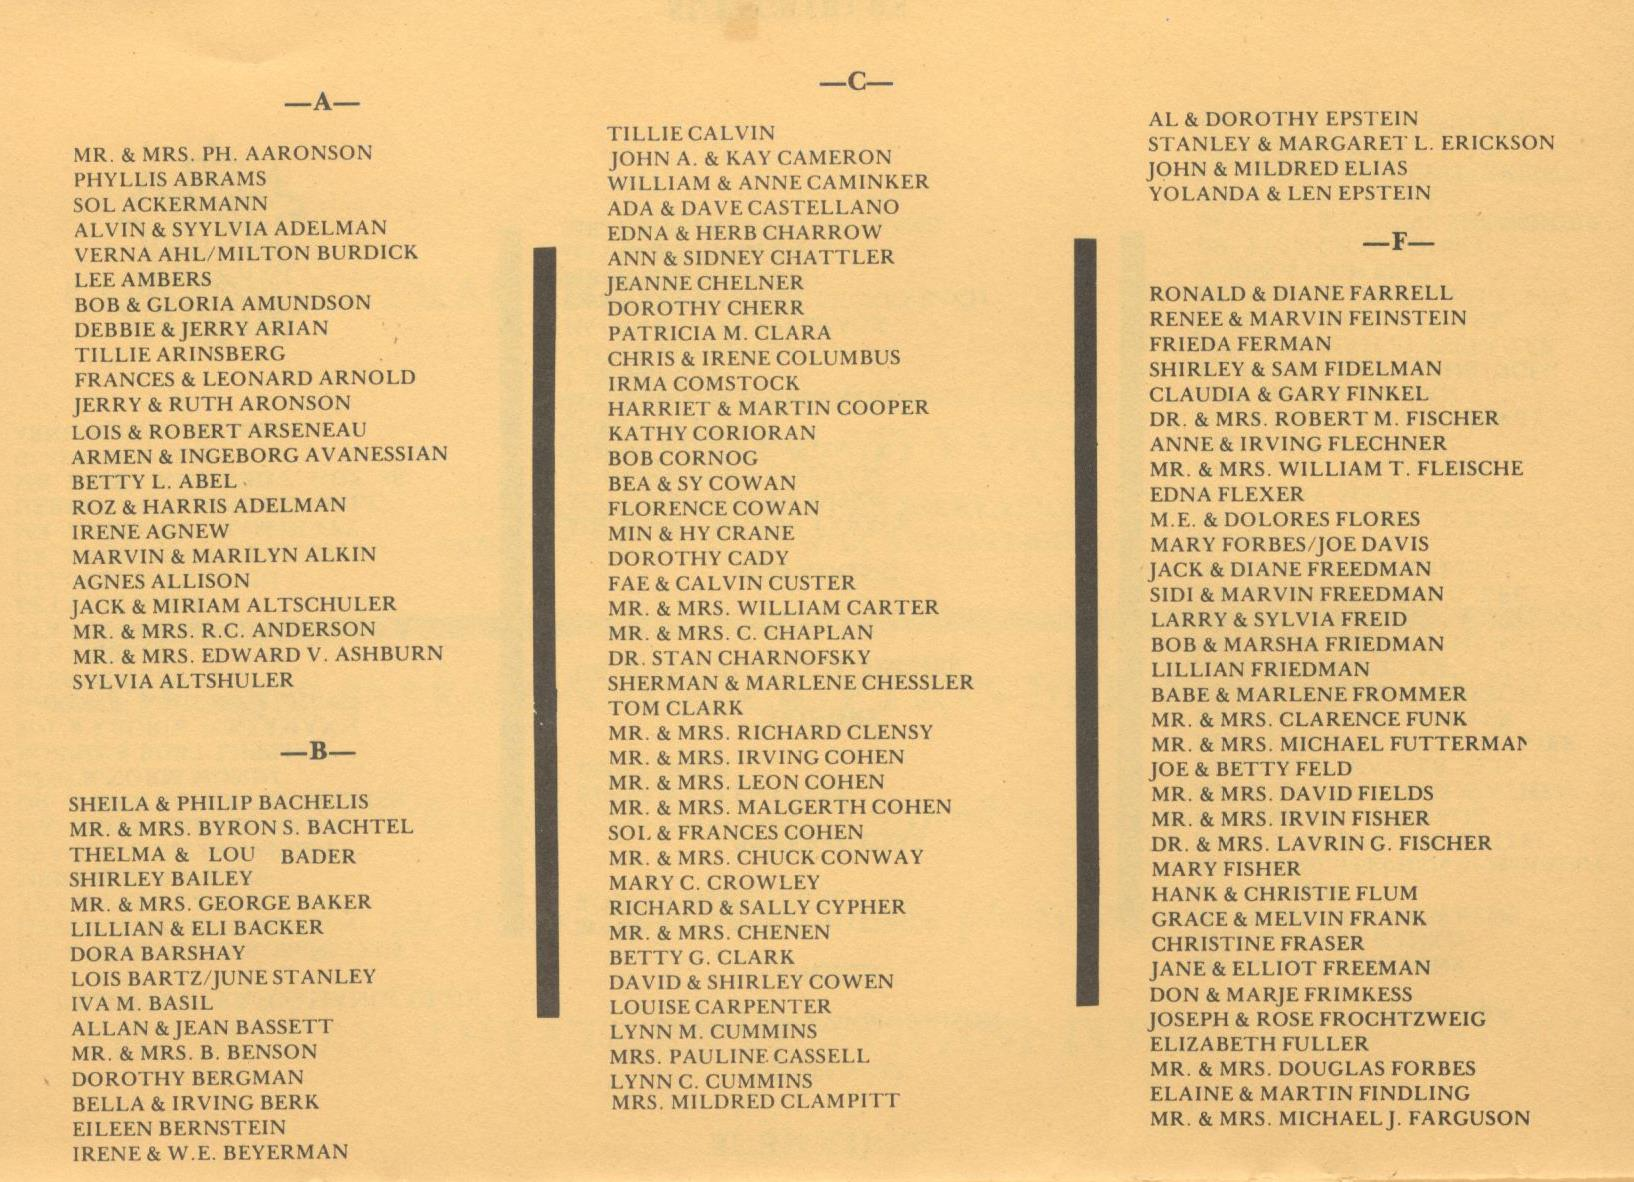 —A—
MR. & MRS. PH. AARONSON
PHYLLIS ABRAMS
SOL ACKERMANN
ALVIN & SYYLVIA ADELMAN
VERNA AHL/MILTON BURDICK
LEE AMBERS
BOB & GLORIA AMUNDSON
DEBBIE & JERRY ARIAN
TILLIE ARINSBERG
FRANCES & LEONARD ARNOLD
JERRY & RUTH ARONSON
LOIS & ROBERT ARSENEAU
ARMEN & INGEBORG AVANESSIAN
BETTY L. ABEL
ROZ & HARRIS ADELMAN
IRENE AGNEW
MARVIN & MARILYN ALKIN
AGNES ALLISON
JACK & MIRIAM ALTSCHULER
MR. & MRS. R.C. ANDERSON
MR. & MRS. EDWARD V. ASHBURN
SYLVIA ALTSHULER
—B—
SHEILA & PHILIP BACHELIS
MR. & MRS. BYRON S. BACHTEL
THELMA & LOU BADER
SHIRLEY BAILEY
MR. & MRS. GEORGE BAKER
LILLIAN & ELI BACKER
DORA BARSHAY
LOIS BARTZ/JUNE STANLEY
IVA M. BASIL
ALLAN & JEAN BASSETT
MR. & MRS. B. BENSON
DOROTHY BERGMAN
BELLA & IRVING BERK
EILEEN BERNSTEIN
IRENE & W.E. BEYERMAN
—C—
TILLIE CALVIN
JOHN A. & KAY CAMERON
WILLIAM & ANNE CAMINKER
ADA & DAVE CASTELLANO
EDNA & HERB CHARROW
ANN & SIDNEY CHATTLER
JEANNE CHELNER
DOROTHY CHERR
PATRICIA M. CLARA
CHRIS & IRENE COLUMBUS
IRMA COMSTOCK
HARRIET & MARTIN COOPER
KATHY CORIORAN
BOB CORNOG
BEA & SY COWAN
FLORENCE COWAN
MIN & HY CRANE
DOROTHY CADY
FAE & CALVIN CUSTER
MR. & MRS. WILLIAM CARTER
MR. & MRS. C. CHAPLAN
DR. STAN CHARNOFSKY
SHERMAN & MARLENE CHESSLER
TOM CLARK
MR. & MRS. RICHARD CLENSY
MR. & MRS. IRVING COHEN
MR. & MRS. LEON COHEN
MR. & MRS. MALGERTH COHEN
SOL & FRANCES COHEN
MR. & MRS. CHUCK CONWAY
MARY C. CROWLEY
RICHARD & SALLY CYPHER
MR. & MRS. CHENEN
BETTY G. CLARK
DAVID & SHIRLEY COWEN
LOUISE CARPENTER
LYNN M. CUMMINS
MRS. PAULINE CASSELL
LYNN C. CUMMINS
MRS. MILDRED CLAMPITT
AL & DOROTHY EPSTEIN
STANLEY & MARGARET L. ERICKSON
JOHN & MILDRED ELIAS
YOLANDA & LEN EPSTEIN
—F—
RONALD & DIANE FARRELL
RENEE & MARVIN FEINSTEIN
FRIEDA FERMAN
SHIRLEY & SAM FIDELMAN
CLAUDIA & GARY FINKEL
DR. & MRS. ROBERT M. FISCHER
ANNE & IRVING FLECHNER
MR. & MRS. WILLIAM T. FLEISCHE
EDNA FLEXER
M.E. & DOLORES FLORES
MARY FORBES/JOE DAVIS
JACK & DIANE FREEDMAN
SIDI & MARVIN FREEDMAN
LARRY & SYLVIA FREID
BOB & MARSHA FRIEDMAN
LILLIAN FRIEDMAN
BABE & MARLENE FROMMER
MR. & MRS. CLARENCE FUNK
MR. & MRS. MICHAEL FUTTERMAN
JOE & BETTY FELD
MR. & MRS. DAVID FIELDS
MR. & MRS. IRVIN FISHER
DR. & MRS. LAVRIN G. FISCHER
MARY FISHER
HANK & CHRISTIE FLUM
GRACE & MELVIN FRANK
CHRISTINE FRASER
JANE & ELLIOT FREEMAN
DON & MARJE FRIMKESS
JOSEPH & ROSE FROCHTZWEIG
ELIZABETH FULLER
MR. & MRS. DOUGLAS FORBES
ELAINE & MARTIN FINDLING
MR. & MRS. MICHAEL J. FARGUSON